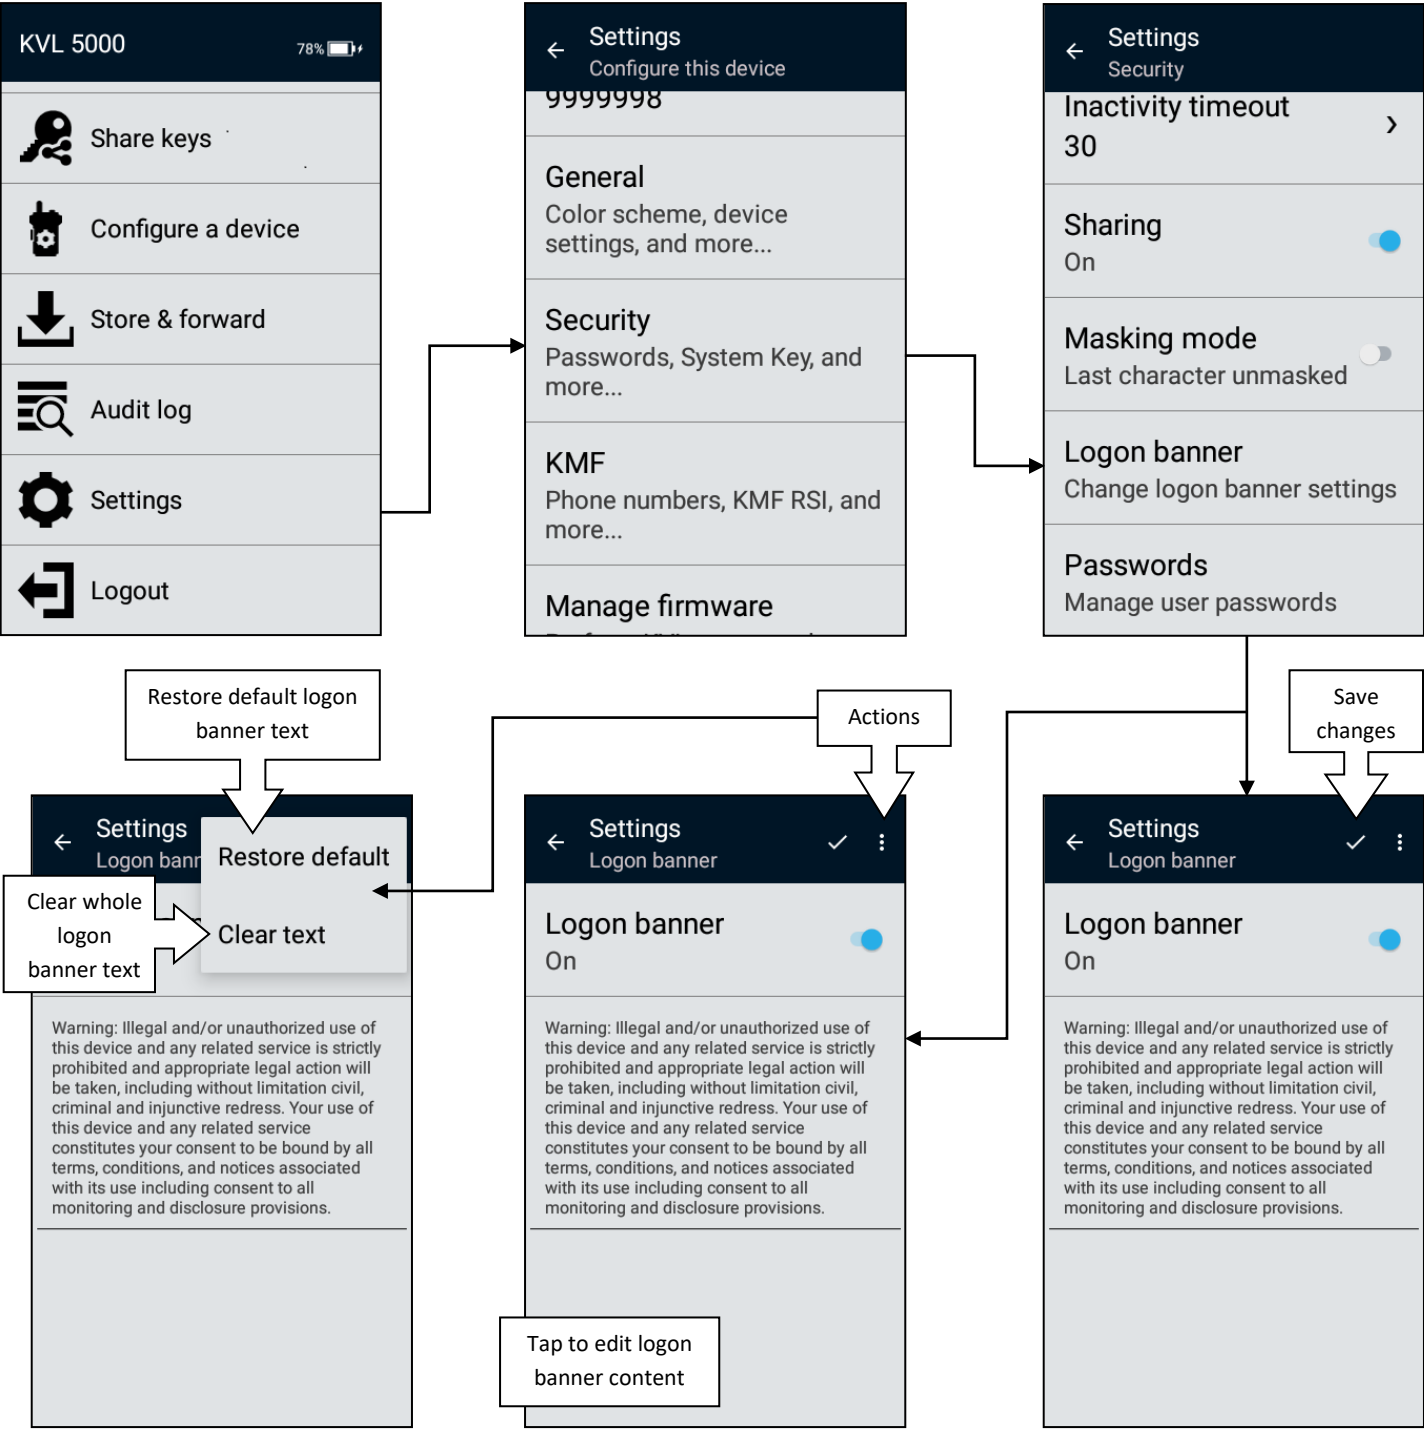 KVL 5000
78%
Share keys
Configure a device
Store & forward
Audit log
Settings
Logout
Settings
Configure this device
9999998
General
Color scheme, device
settings, and more...
Security
Passwords, System Key, and
more...
KMF
Phone numbers, KMF RSI, and
more...
Manage firmware
Settings
Security
Inactivity timeout
30
Sharing
On
Masking mode
Last character unmasked
Logon banner
Change logon banner settings
Passwords
Manage user passwords
Restore default logon
banner text
Clear whole
logon
banner text
Settings
Logon bann
Restore default
Clear text
Warning: Illegal and/or unauthorized use of
this device and any related service is strictly
prohibited and appropriate legal action will
be taken, including without limitation civil,
criminal and injunctive redress. Your use of
this device and any related service
constitutes your consent to be bound by all
terms, conditions, and notices associated
with its use including consent to all
monitoring and disclosure provisions.
Actions
Settings
Logon banner
Logon banner
On
Warning: Illegal and/or unauthorized use of
this device and any related service is strictly
prohibited and appropriate legal action will
be taken, including without limitation civil,
criminal and injunctive redress. Your use of
this device and any related service
constitutes your consent to be bound by all
terms, conditions, and notices associated
with its use including consent to all
monitoring and disclosure provisions.
Tap to edit logon
banner content
Save
changes
Settings
Logon banner
Logon banner
On
Warning: Illegal and/or unauthorized use of
this device and any related service is strictly
prohibited and appropriate legal action will
be taken, including without limitation civil,
criminal and injunctive redress. Your use of
this device and any related service
constitutes your consent to be bound by all
terms, conditions, and notices associated
with its use including consent to all
monitoring and disclosure provisions.